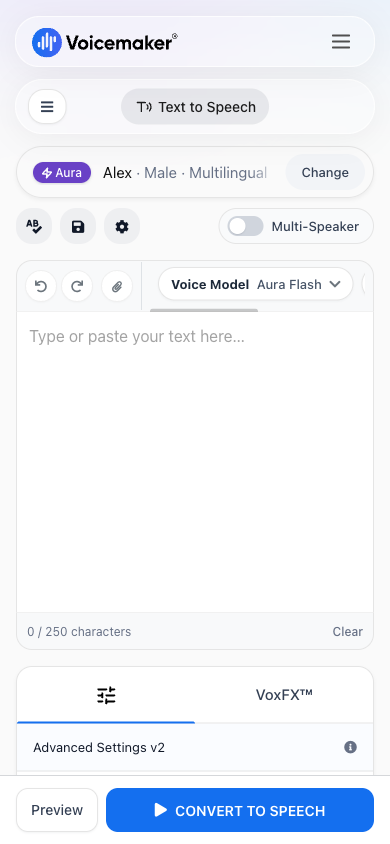 Voicemaker®
Text to Speech
Aura Alex · Male · Multilingual Change
Multi-Speaker
Voice Model Aura Flash
Type or paste your text here...
0 / 250 characters Clear
VoxFX™
Advanced Settings v2
Preview CONVERT TO SPEECH